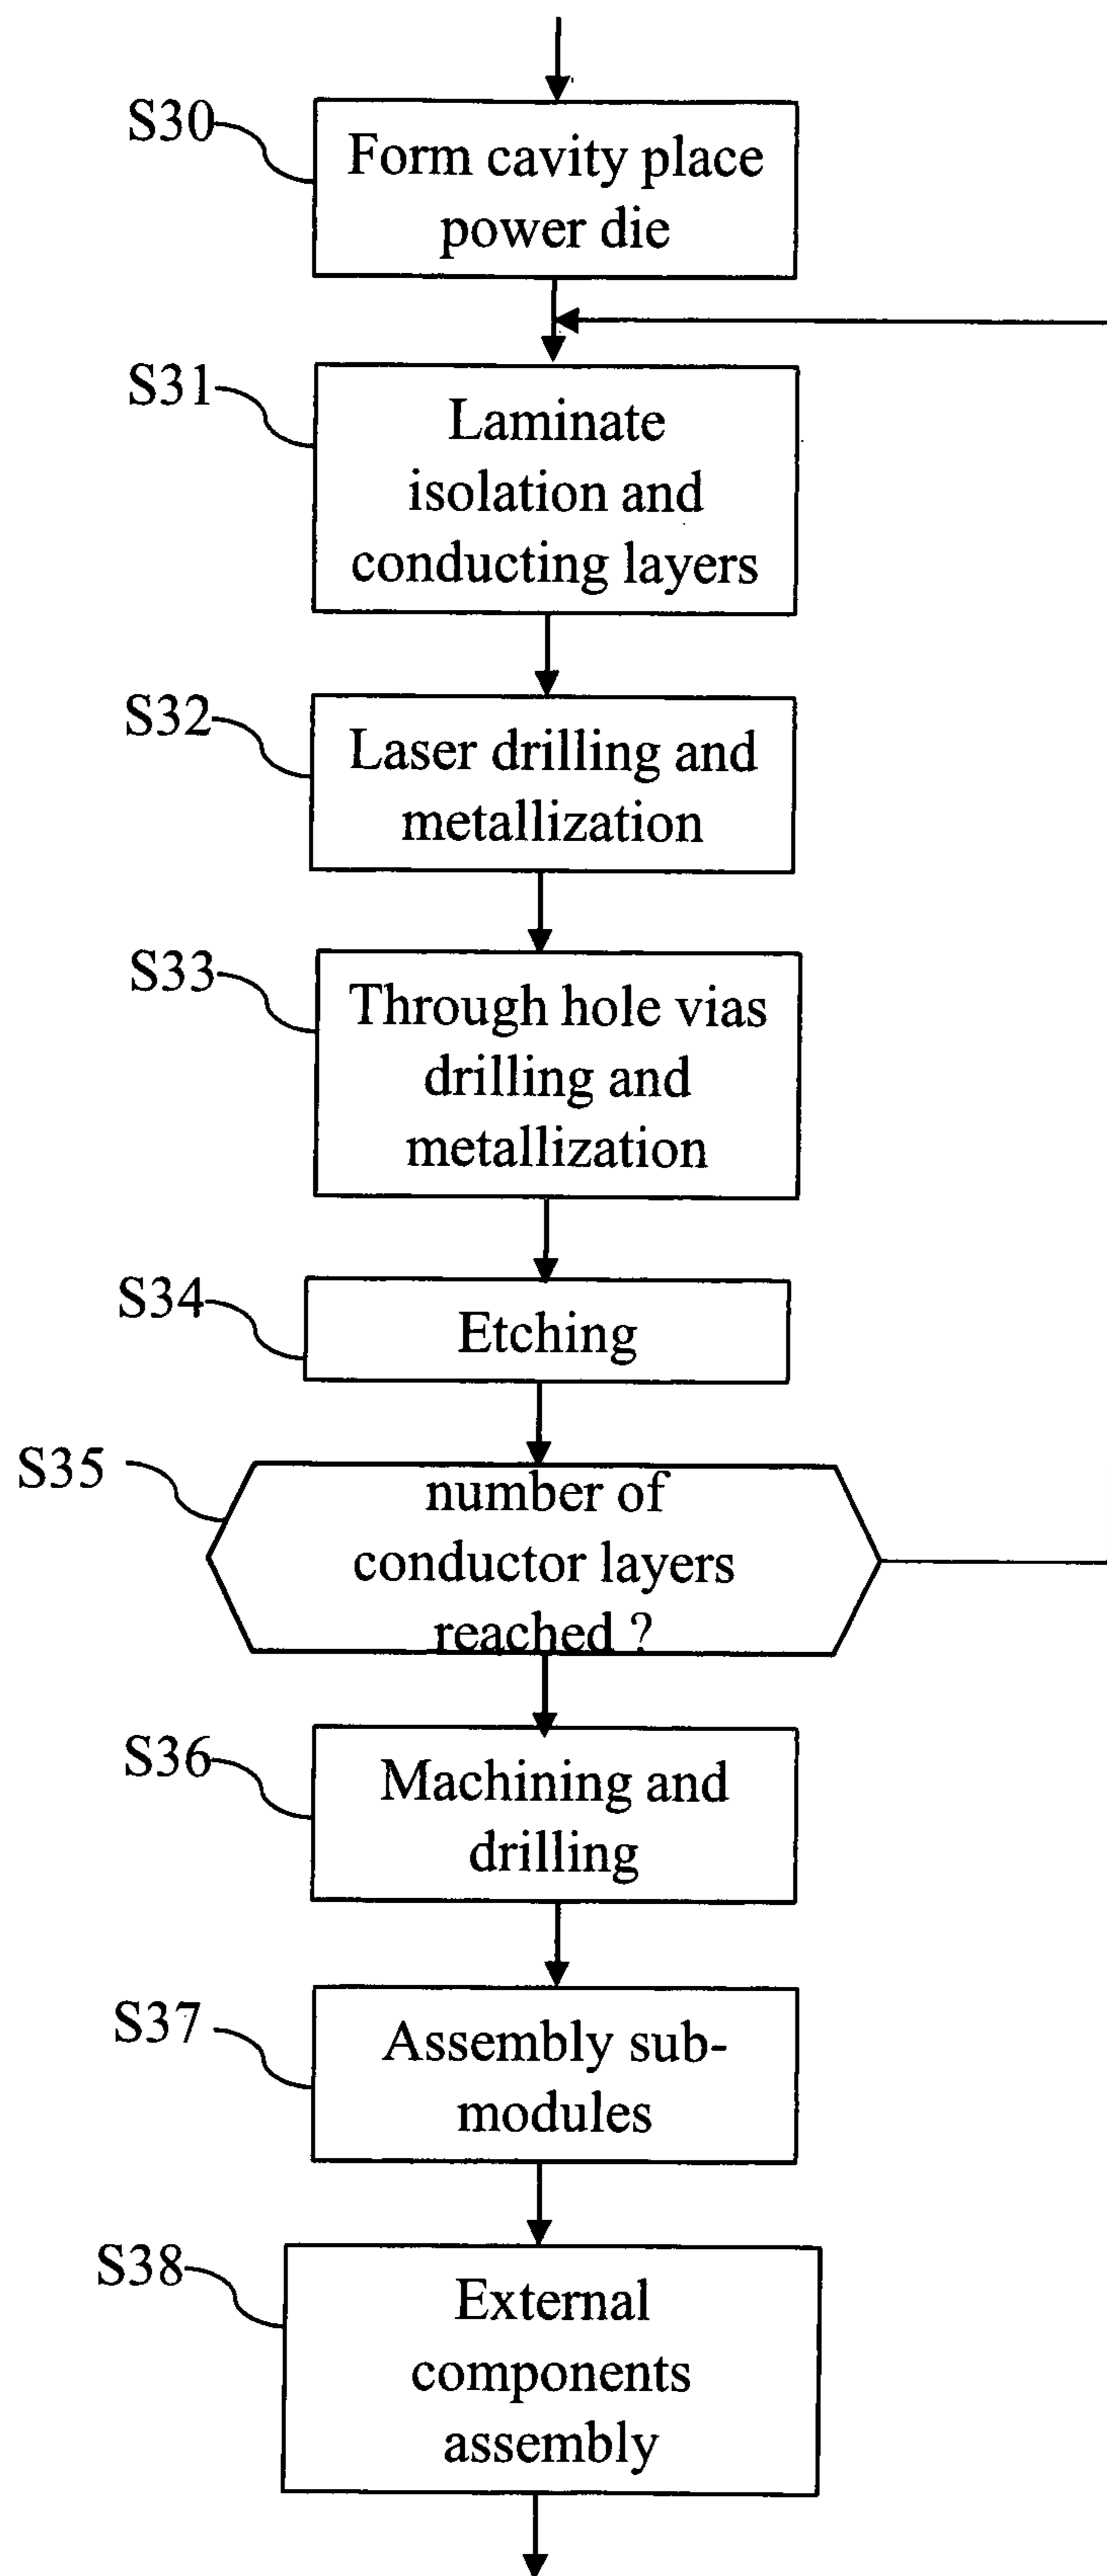 S30
Form cavity place
power die
S31
Laminate
isolation and
conducting layers
S32
Laser drilling and
metallization
S33
Through hole vias
drilling and
metallization
S34
Etching
S35
number of
conductor layers
reached ?
S36
Machining and
drilling
S37
Assembly sub-
modules
S38
External
components
assembly